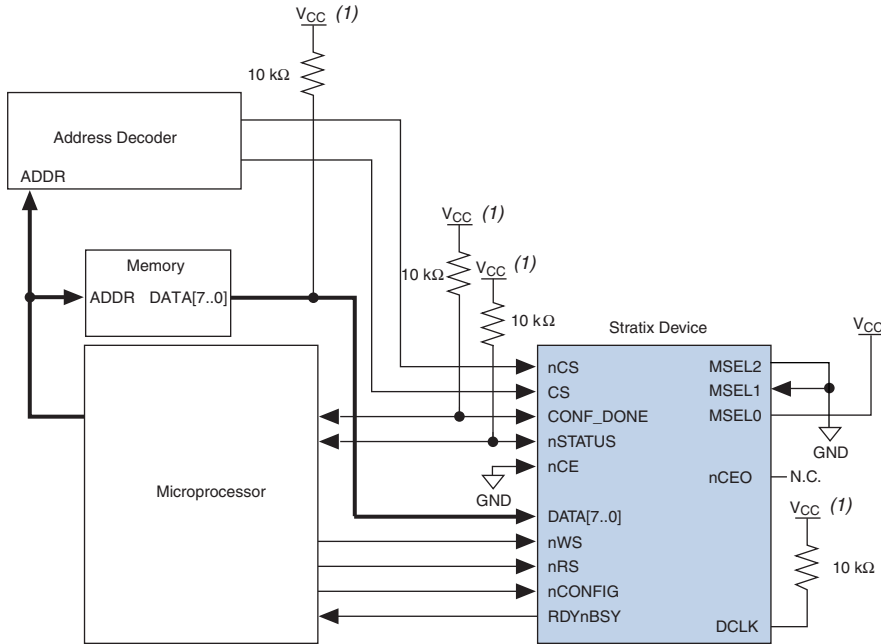 VCC (1)
10 kΩ
Address Decoder
ADDR
VCC (1)
10 kΩ
VCC (1)
10 kΩ
Memory
ADDR DATA[7..0]
Stratix Device
VCC
nCS
CS
CONF_DONE
nSTATUS
nCE
GND
DATA[7..0]
nWS
nRS
nCONFIG
RDYnBSY
MSEL2
MSEL1
MSEL0
GND
nCEO
N.C.
VCC (1)
10 kΩ
DCLK
Microprocessor